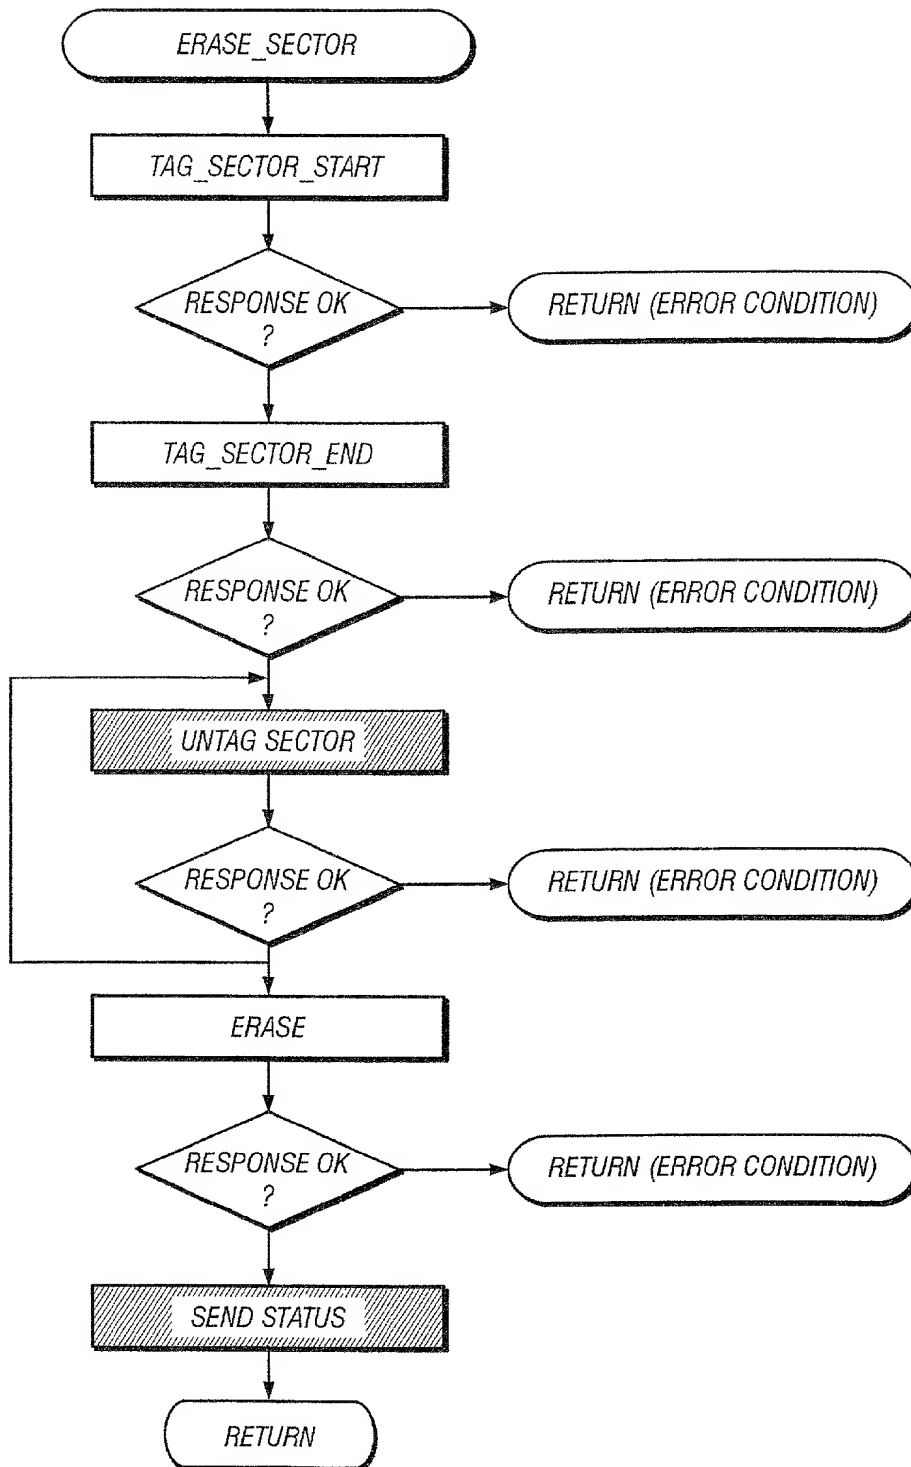 ERASE_SECTOR
TAG_SECTOR_START
RESPONSE OK
?
RETURN (ERROR CONDITION)
TAG_SECTOR_END
RESPONSE OK
?
RETURN (ERROR CONDITION)
UNTAG SECTOR
RESPONSE OK
?
RETURN (ERROR CONDITION)
ERASE
RESPONSE OK
?
RETURN (ERROR CONDITION)
SEND STATUS
RETURN